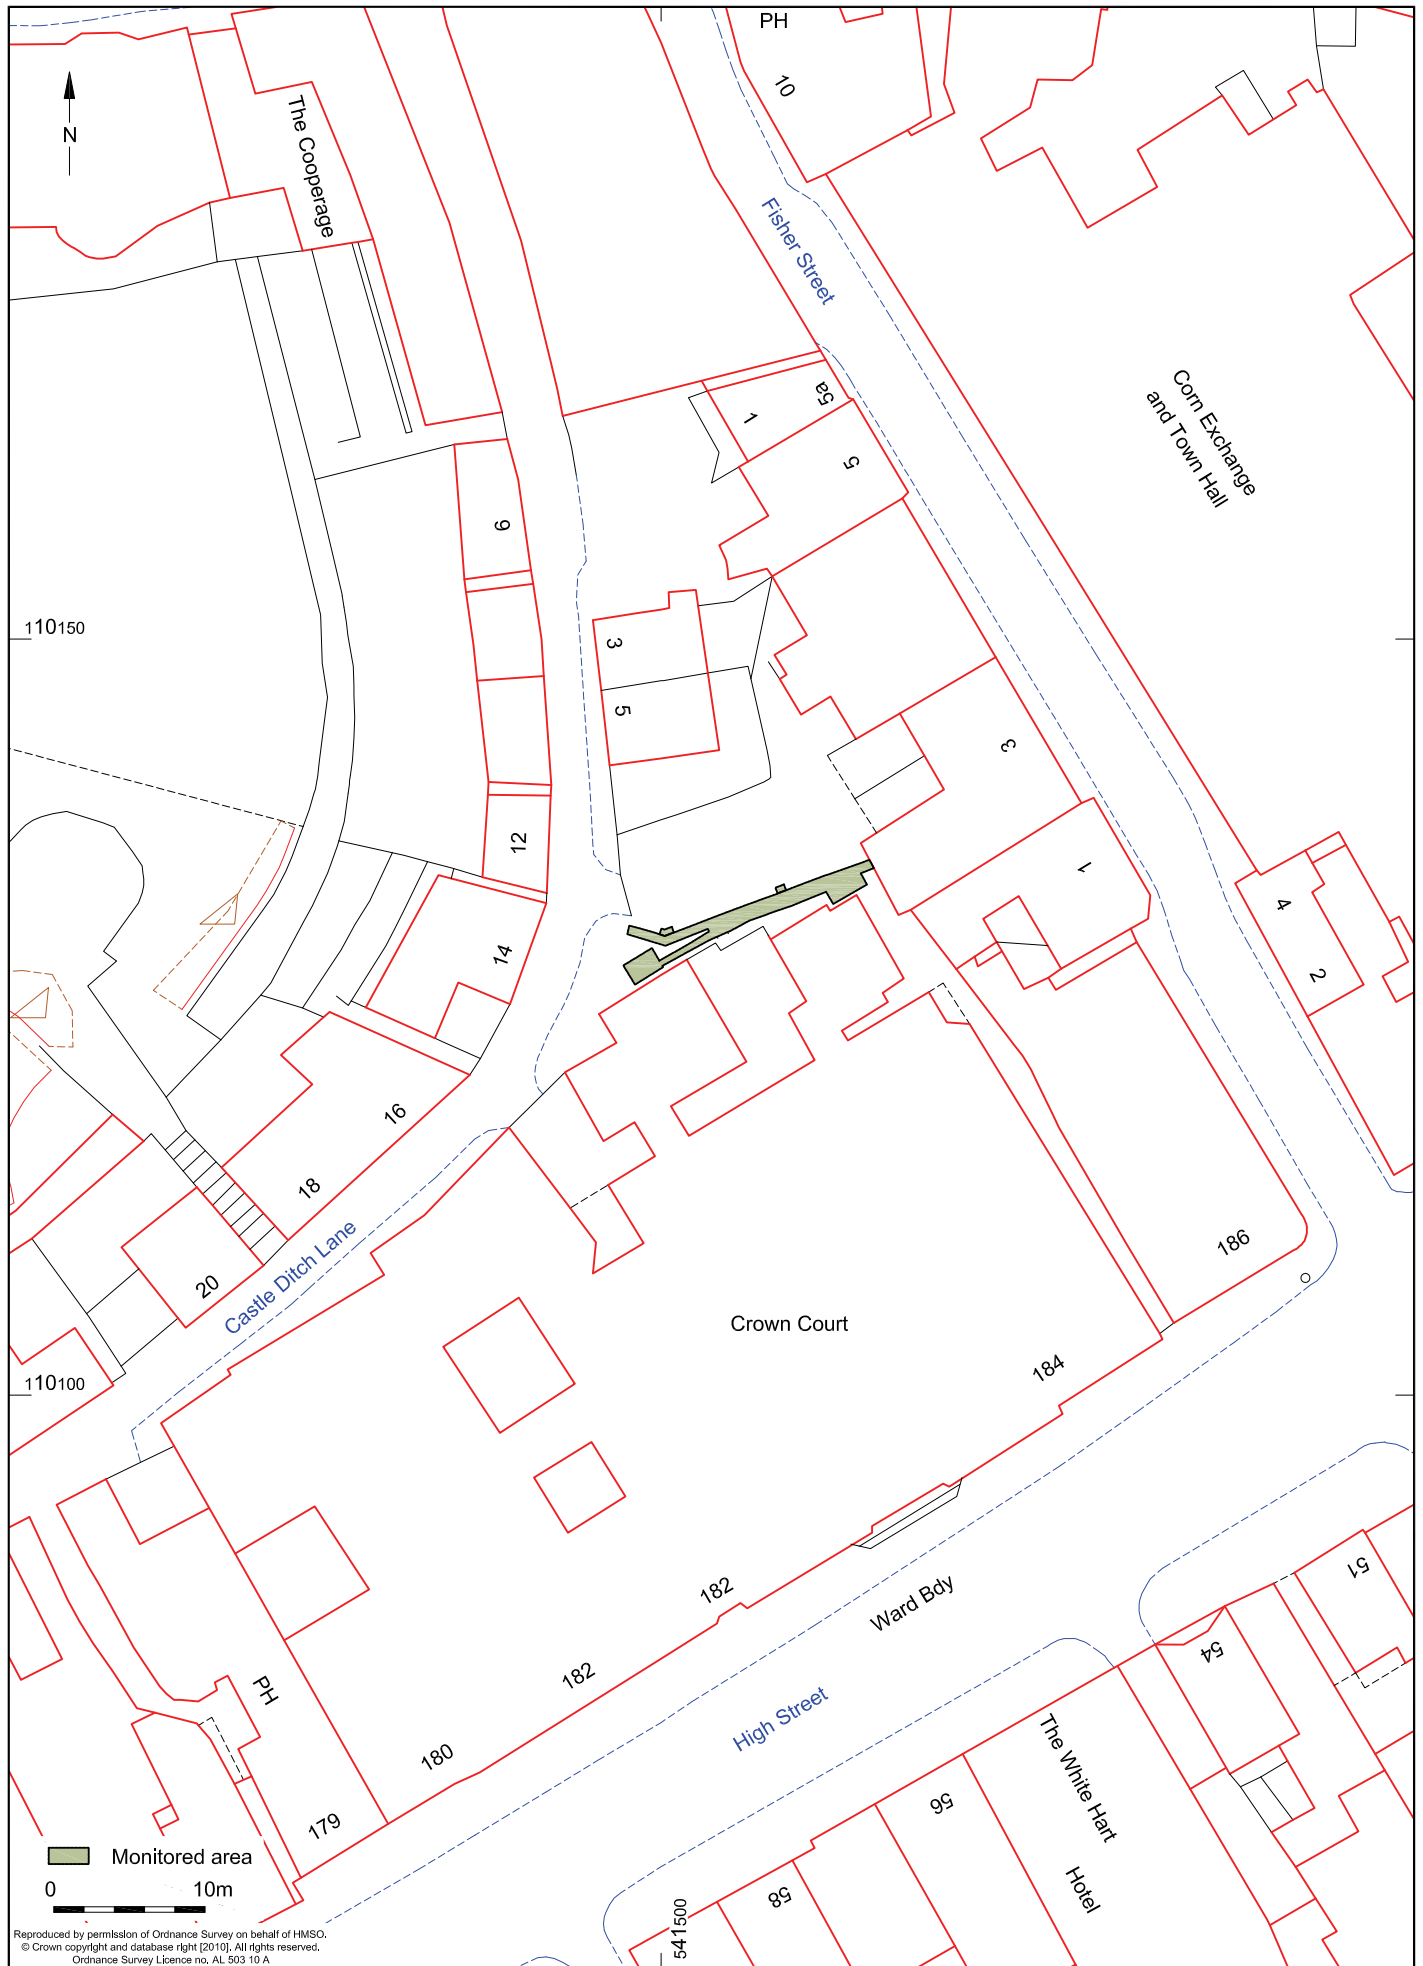 PH
10
N
The Cooperage
Fisher Street
Corn Exchange
and Town Hall
5a
1
5
9
110150
3
5
3
12
1
4
2
14
16
18
20
Castle Ditch Lane
186
Crown Court
184
110100
182
Ward Bdy
51
54
182
PH
High Street
180
The White Hart
Hotel
56
179
58
Monitored area
0 10m
541500
Reproduced by permission of Ordnance Survey on behalf of HMSO.
© Crown copyright and database right [2010]. All rights reserved.
Ordnance Survey Licence no. AL 503 10 A